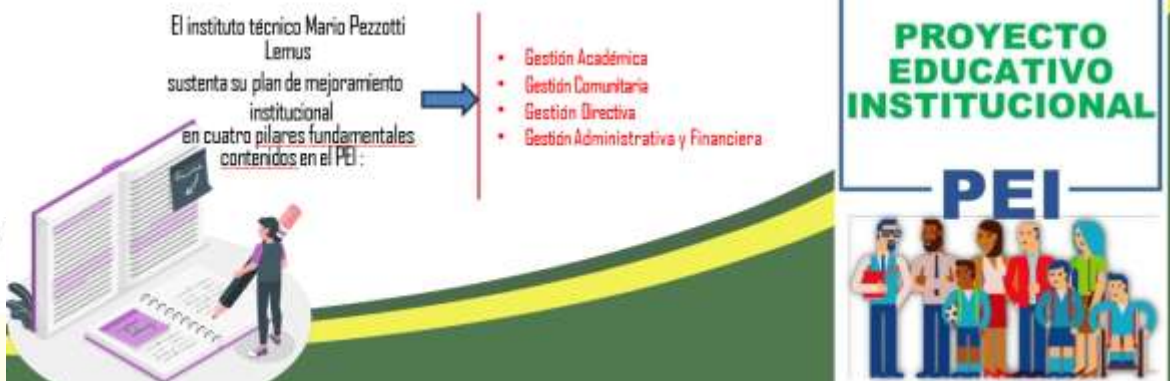 El instituto técnico Mario Pezzotti
Lemus
sustenta su plan de mejoramiento
institucional
en cuatro pilares fundamentales
contenidos en el PEI :
• Gestión Académica
• Gestión Comunitaria
• Gestión Directiva
• Gestión Administrativa y Financiera
PROYECTO
EDUCATIVO
INSTITUCIONAL
PEI